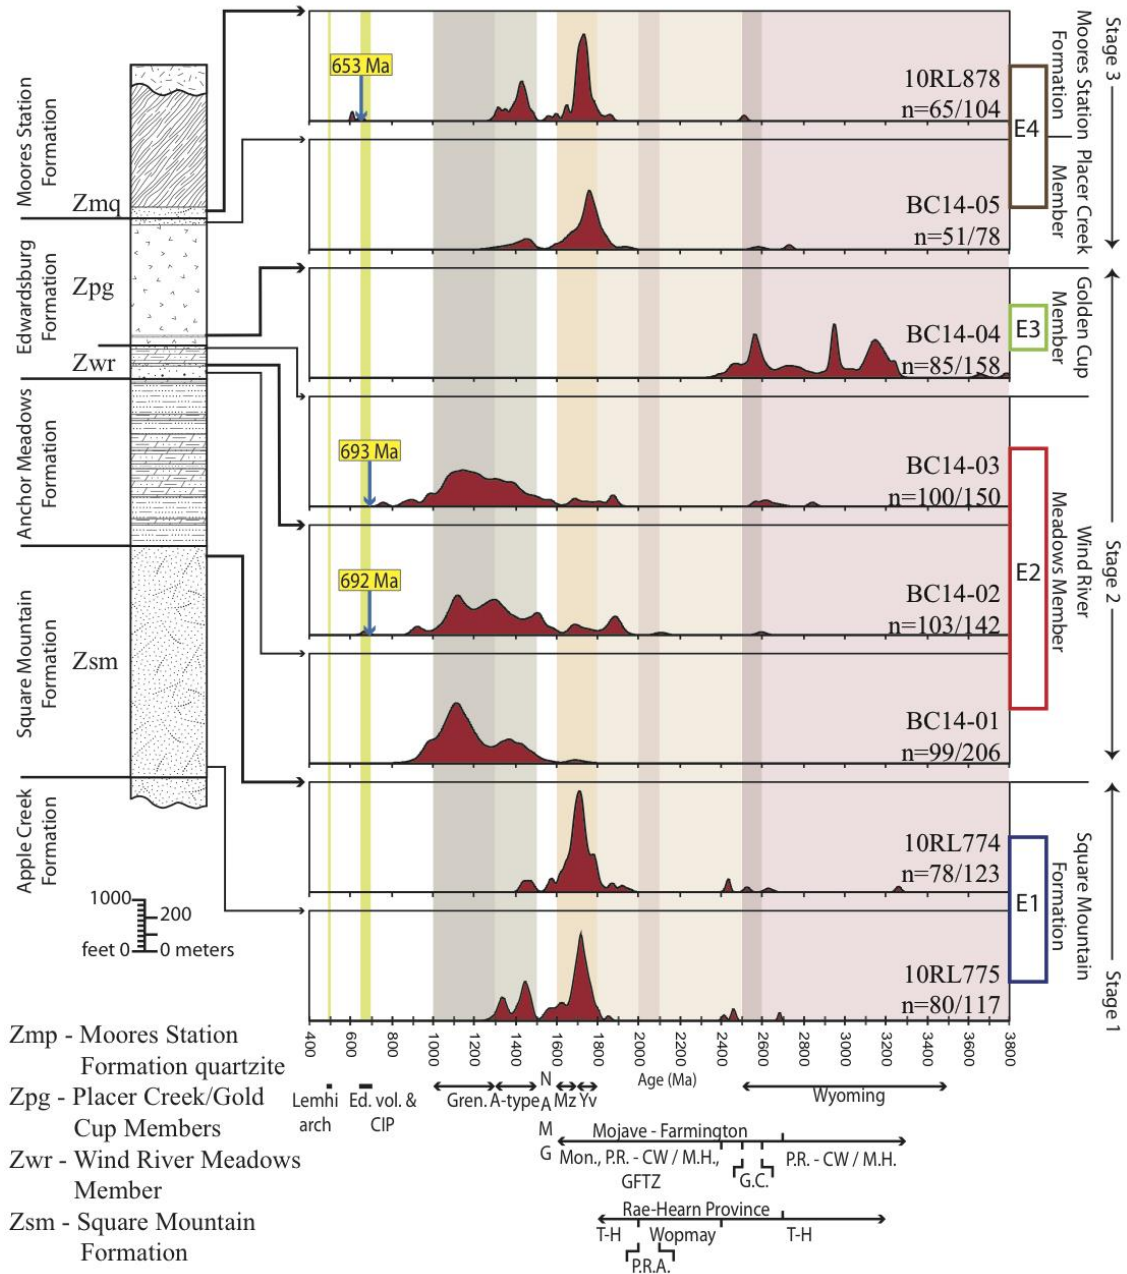 Moores Station
Formation
Zmq
Edwardsburg
Formation
Zpg
Zwr
Anchor Meadows
Formation
Square Mountain
Formation
Zsm
Apple Creek
Formation
1000
200
feet 0
0 meters
653 Ma
10RL878
n=65/104
BC14-05
n=51/78
BC14-04
n=85/158
693 Ma
BC14-03
n=100/150
692 Ma
BC14-02
n=103/142
BC14-01
n=99/206
10RL774
n=78/123
10RL775
n=80/117
E4
E3
E2
E1
Moores Station
Formation
Placer Creek
Member
Golden Cup
Member
Wind River
Meadows Member
Square Mountain
Formation
Stage 3
Stage 2
Stage 1
400 600 800 1000 1200 1400 1600 1800 2000 2200 2400 2600 2800 3000 3200 3400 3600 3800
Age (Ma)
Lemhi
arch
Ed. vol. &
CIP
Gren. A-type
N
A
M
G
Mz Yv
Wyoming
Mojave - Farmington
Mon., P.R. - CW / M.H.,
GFTZ
G.C.
P.R. - CW / M.H.
Rae-Hearn Province
T-H
Wopmay
T-H
P.R.A.
Zmp - Moores Station
Formation quartzite
Zpg - Placer Creek/Gold
Cup Members
Zwr - Wind River Meadows
Member
Zsm - Square Mountain
Formation